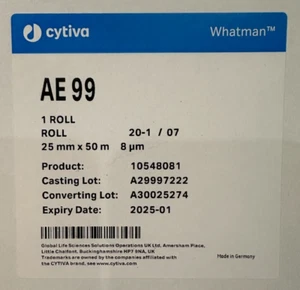 cytiva
Whatman™
AE 99
1 ROLL
ROLL 20-1 / 07
25 mm x 50 m 8 µm
Product: 10548081
Casting Lot: A29997222
Converting Lot: A30025274
Expiry Date: 2025-01
Global Life Sciences Solutions Operations UK Ltd, Amersham Place,
Little Chalfont, Buckinghamshire HP7 9NA, UK
Trademarks are owned by the companies affiliated with
the CYTIVA brand, see cytiva.com
Made in Germany